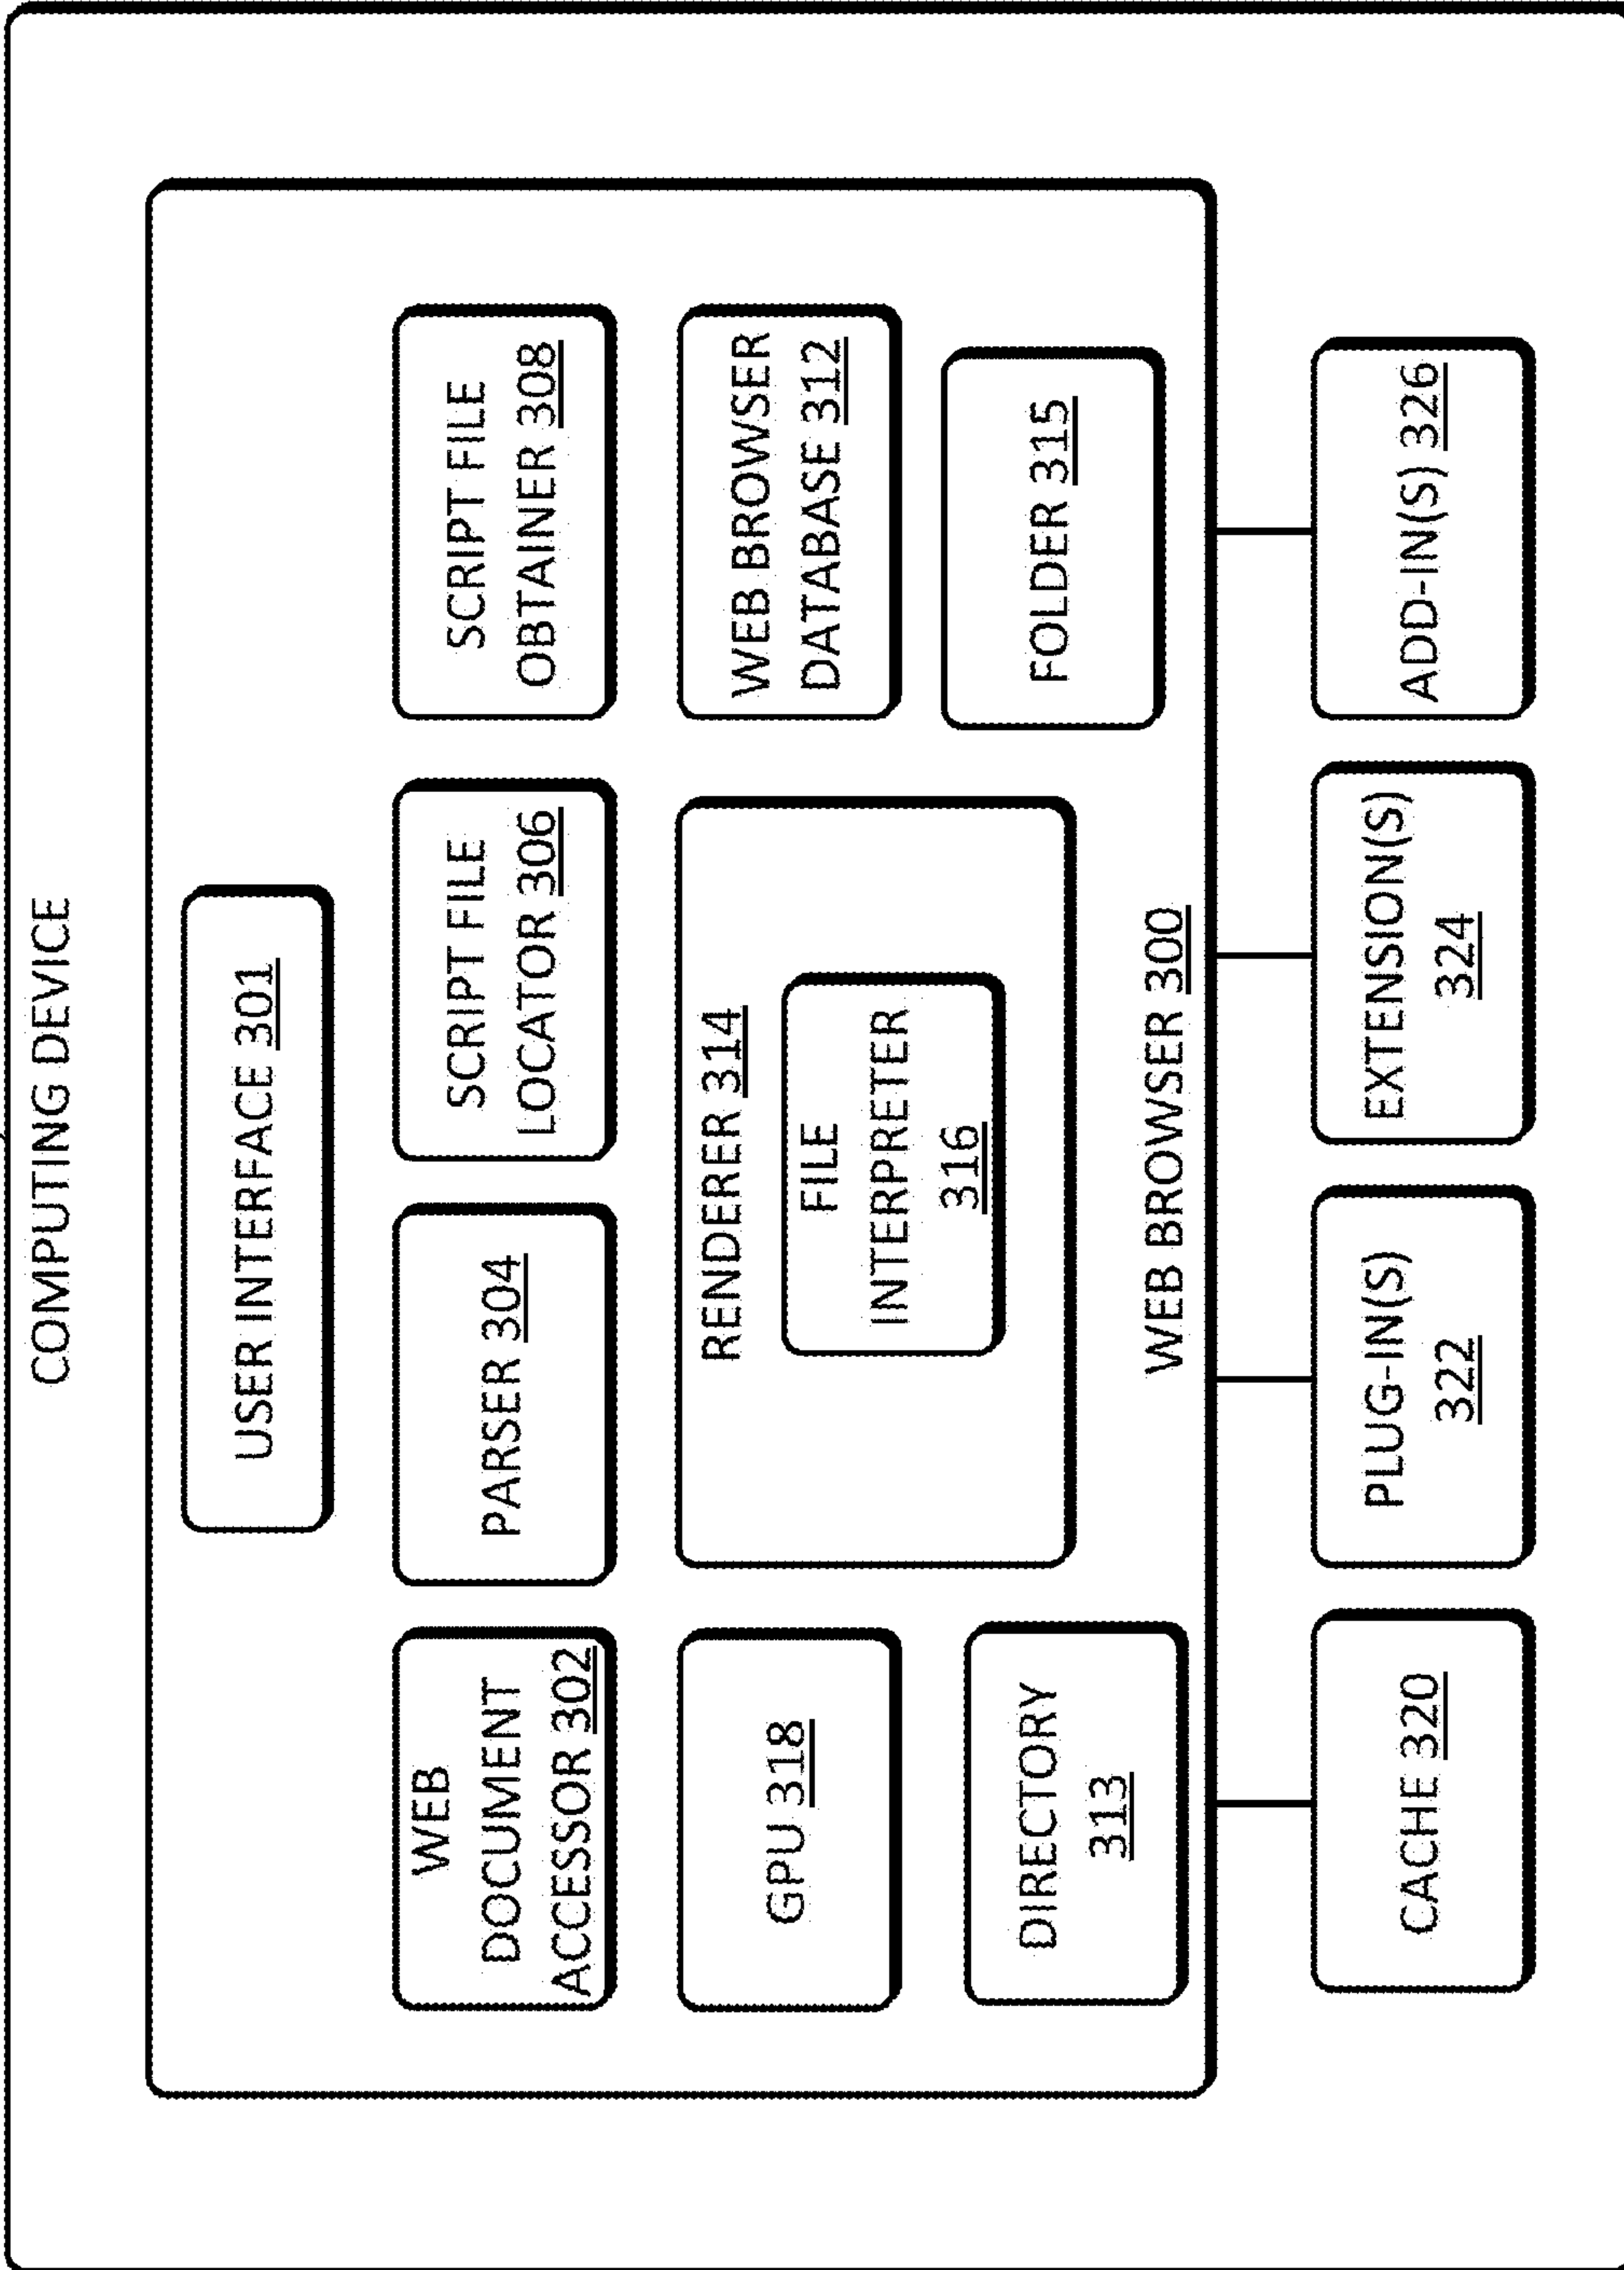 COMPUTING DEVICE
USER INTERFACE 301
WEB
DOCUMENT
ACCESSOR 302
PARSER 304
SCRIPT FILE
LOCATOR 306
SCRIPT FILE
OBTAINER 308
GPU 318
RENDERER 314
FILE
INTERPRETER
316
WEB BROWSER
DATABASE 312
DIRECTORY
313
FOLDER 315
WEB BROWSER 300
CACHE 320
PLUG-IN(S)
322
EXTENSION(S)
324
ADD-IN(S) 326